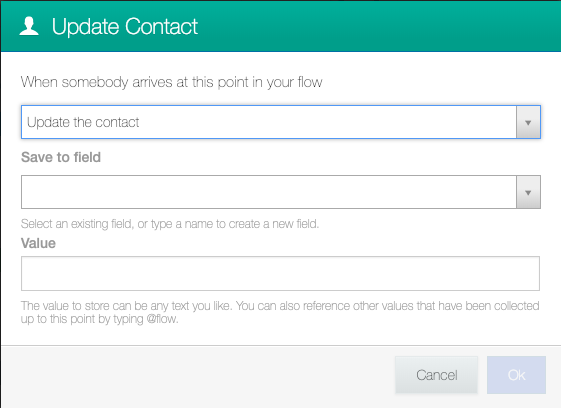 Update Contact
When somebody arrives at this point in your flow
Update the contact
Save to field
Select an existing field, or type a name to create a new field.
Value
The value to store can be any text you like. You can also reference other values that have been collected
up to this point by typing @flow.
Cancel
Ok